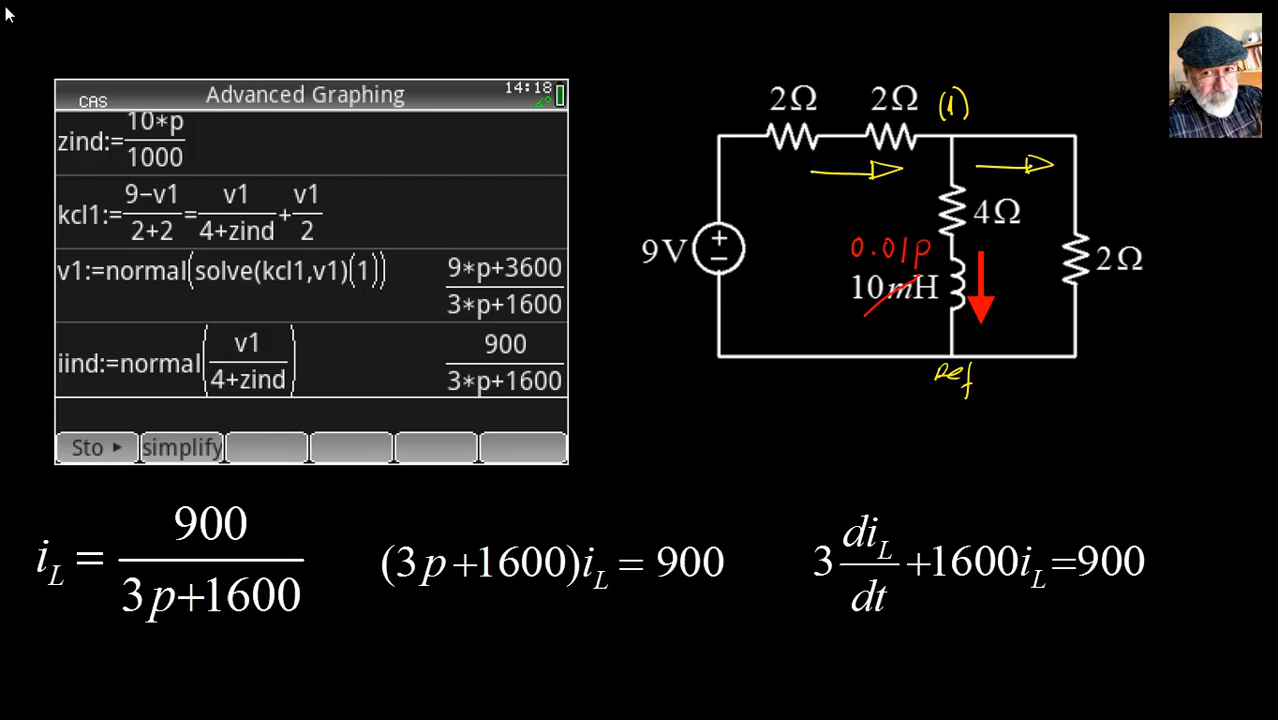 14:18
CAS Advanced Graphing
zind:=10*p/1000
kcl1:=(9−v1)/(2+2)=v1/(4+zind)+v1/2
v1:=normal(solve(kcl1,v1)(1)) (9*p+3600)/(3*p+1600)
iind:=normal(v1/(4+zind)) 900/(3*p+1600)
Sto ▸ simplify
2Ω 2Ω (1)
4Ω
9V + −
0.01p
10mH
2Ω
Ref
i_L = 900/(3p+1600)
(3p+1600)i_L = 900
3 di_L/dt +1600i_L=900